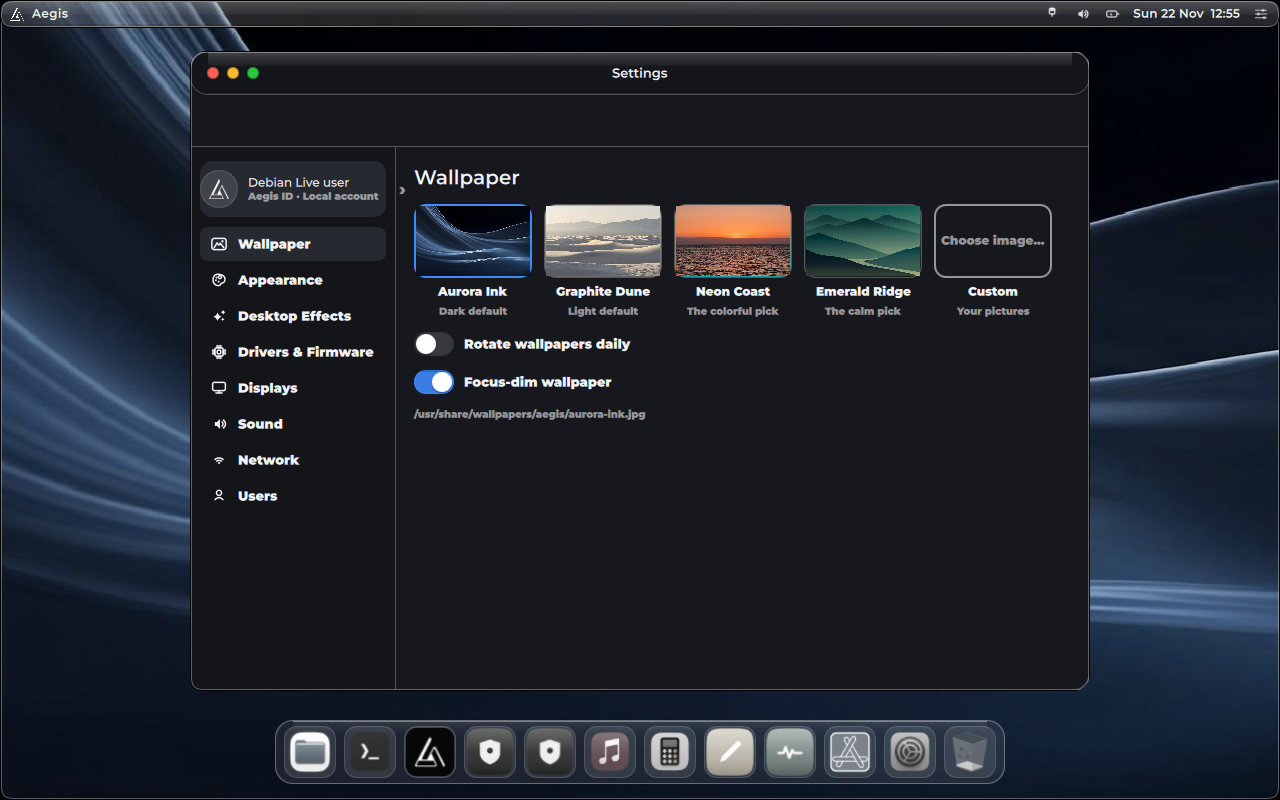 Aegis
Sun 22 Nov 12:55
Settings
Debian Live user
Aegis ID • Local account
Wallpaper
Appearance
Desktop Effects
Drivers & Firmware
Displays
Sound
Network
Users
Wallpaper
Choose image...
Aurora Ink
Graphite Dune
Neon Coast
Emerald Ridge
Custom
Dark default
Light default
The colorful pick
The calm pick
Your pictures
Rotate wallpapers daily
Focus-dim wallpaper
/usr/share/wallpapers/aegis/aurora-ink.jpg